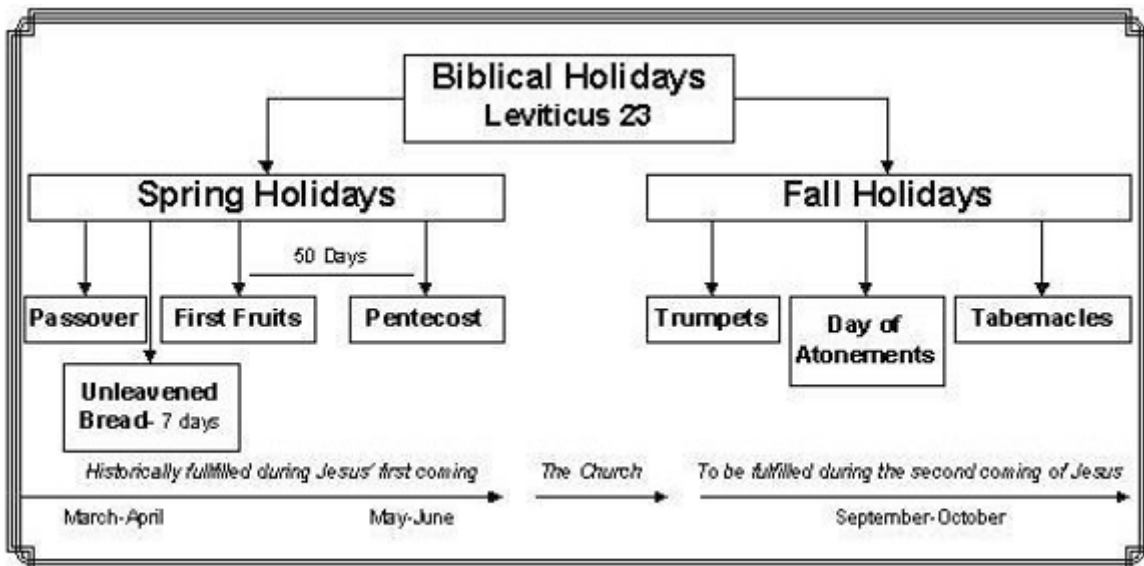 Biblical Holidays
Leviticus 23
Spring Holidays
Fall Holidays
50 Days
Passover
First Fruits
Pentecost
Trumpets
Day of
Atonements
Tabernacles
Unleavened
Bread- 7 days
Historically fullfilled during Jesus' first coming
The Church
To be fulfilled during the second coming of Jesus
March-April
May-June
September-October